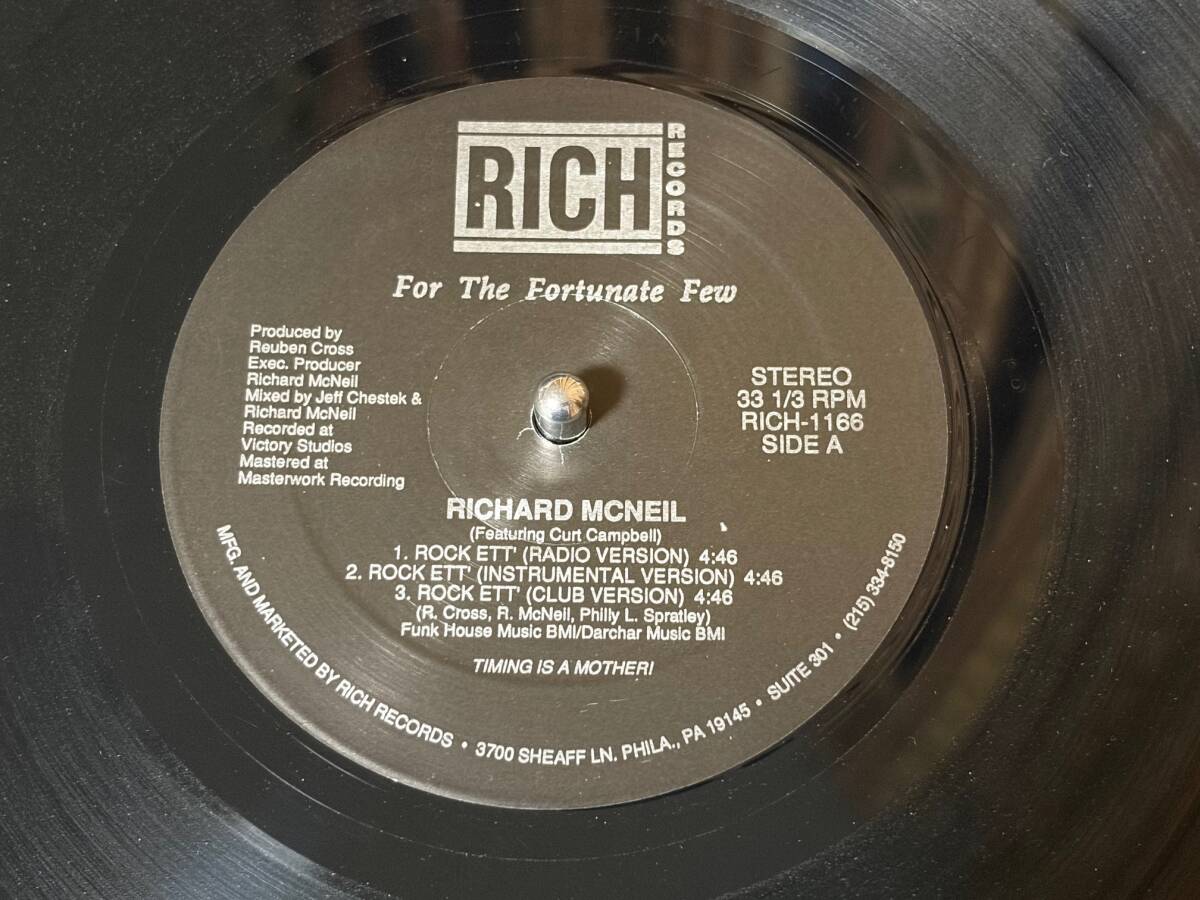 RICH
RECORDS
For The Fortunate Few
Produced by
Reuben Cross
Exec. Producer
Richard McNeil
Mixed by Jeff Chestek &
Richard McNeil
Recorded at
Victory Studios
Mastered at
Masterwork Recording
STEREO
33 1/3 RPM
RICH-1166
SIDE A
RICHARD MCNEIL
(Featuring Curt Campbell)
1. ROCK ETT' (RADIO VERSION) 4:46
2. ROCK ETT' (INSTRUMENTAL VERSION) 4:46
3. ROCK ETT' (CLUB VERSION) 4:46
(R. Cross, R. McNeil, Philly L. Spratley)
Funk House Music BMI/Darchar Music BMI
TIMING IS A MOTHER!
MFG. AND MARKETED BY RICH RECORDS • 3700 SHEAFF LN. PHILA., PA 19145 • SUITE 301 • (215) 334-8150